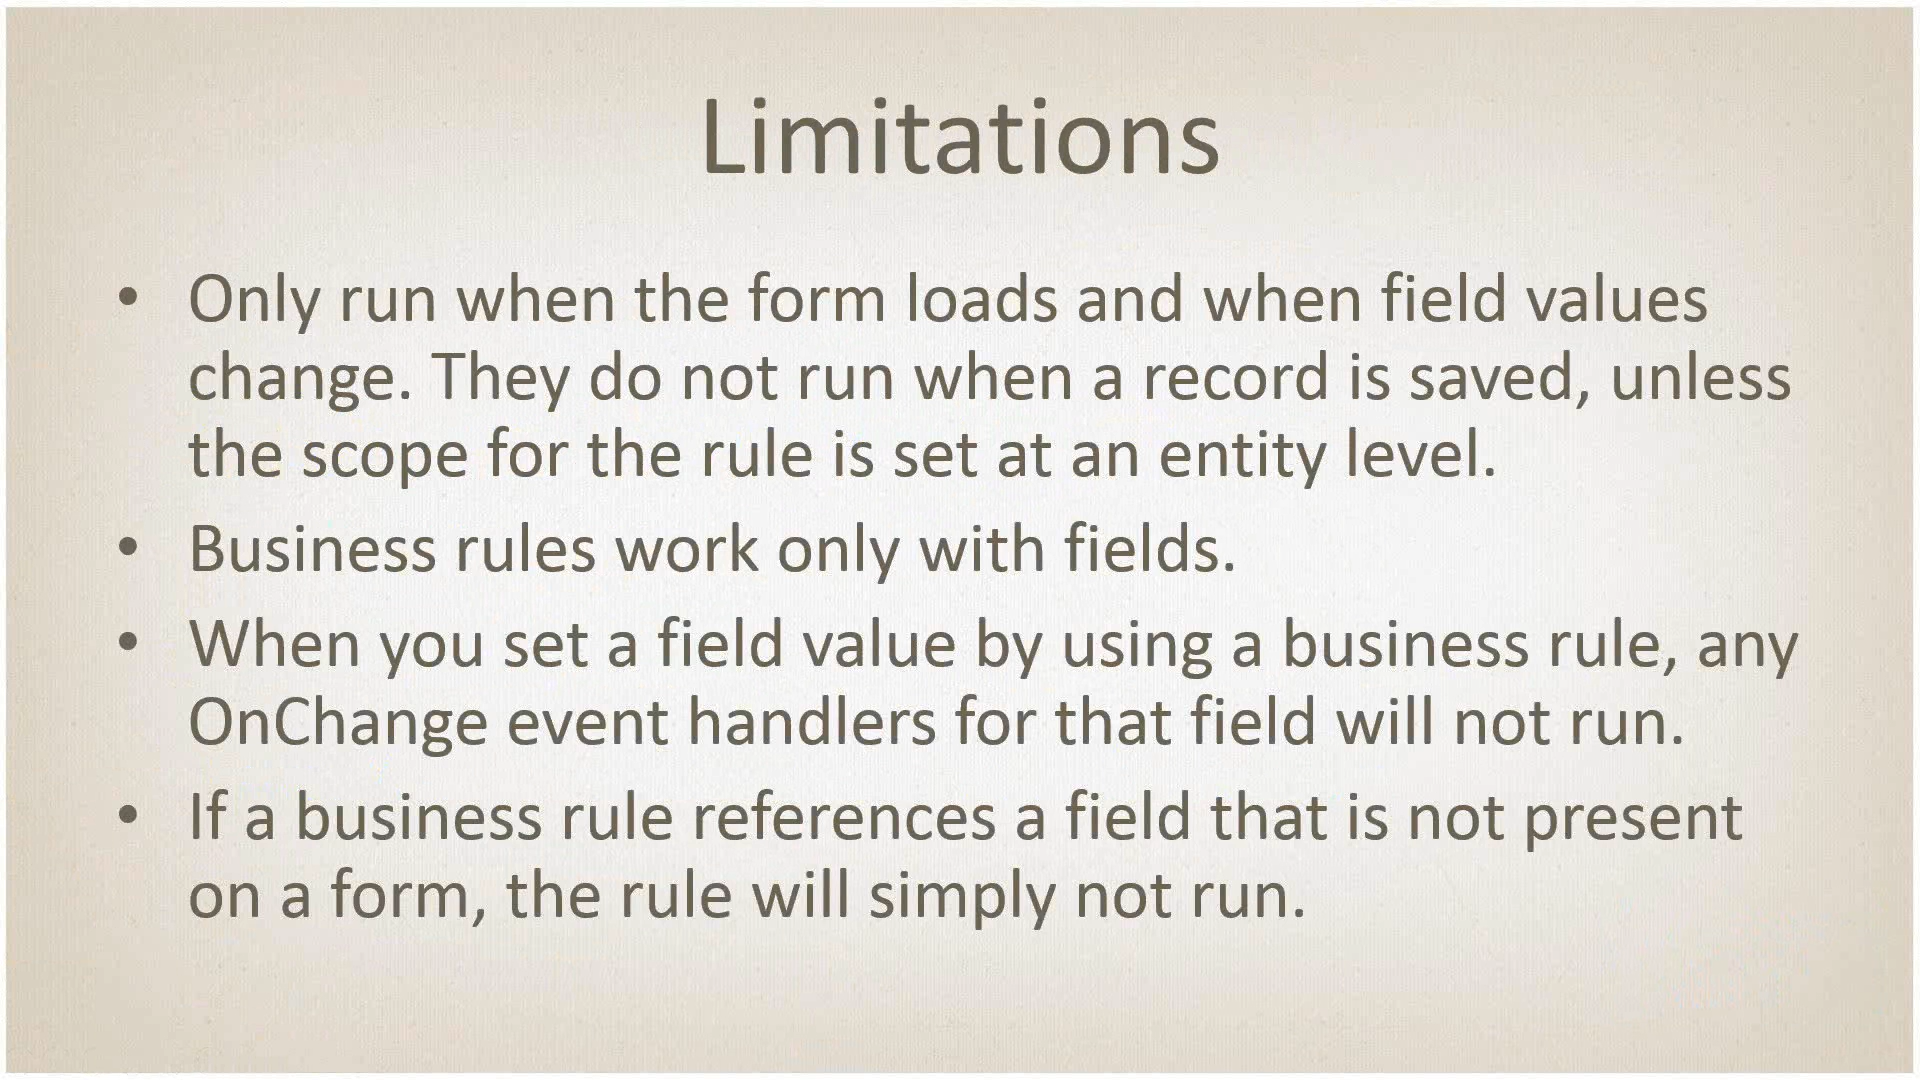 Limitations
• Only run when the form loads and when field values
change. They do not run when a record is saved, unless
the scope for the rule is set at an entity level.
• Business rules work only with fields.
• When you set a field value by using a business rule, any
OnChange event handlers for that field will not run.
• If a business rule references a field that is not present
on a form, the rule will simply not run.